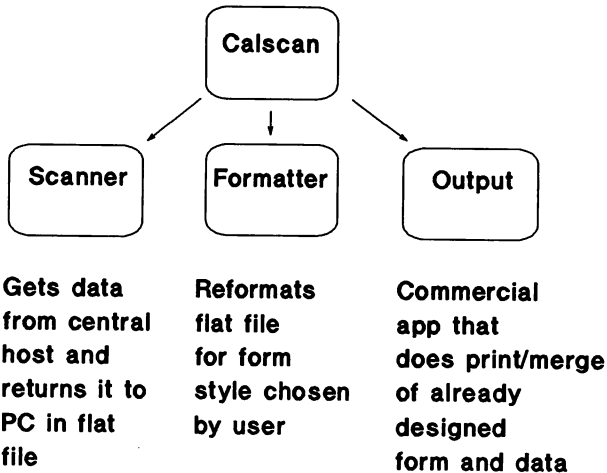 Calscan
Scanner
Formatter
Output
Gets data
from central
host and
returns it to
PC in flat
file
Reformats
flat file
for form
style chosen
by user
Commercial
app that
does print/merge
of already
designed
form and data